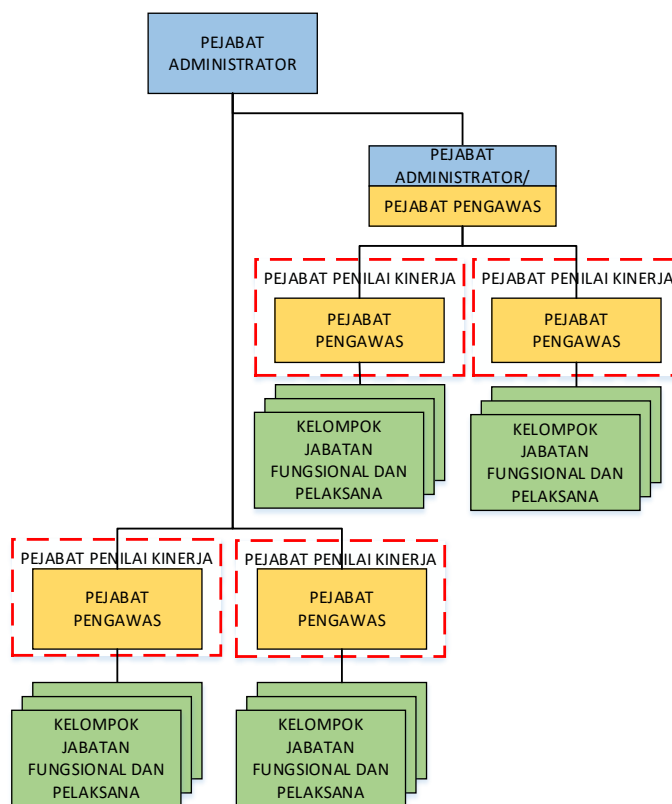 PEJABAT
ADMINISTRATOR
PEJABAT
ADMINISTRATOR/
PEJABAT PENGAWAS
PEJABAT PENILAI KINERJA
PEJABAT PENILAI KINERJA
PEJABAT
PENGAWAS
PEJABAT
PENGAWAS
KELOMPOK
JABATAN
FUNGSIONAL DAN
PELAKSANA
KELOMPOK
JABATAN
FUNGSIONAL DAN
PELAKSANA
PEJABAT PENILAI KINERJA
PEJABAT PENILAI KINERJA
PEJABAT
PENGAWAS
PEJABAT
PENGAWAS
KELOMPOK
JABATAN
FUNGSIONAL DAN
PELAKSANA
KELOMPOK
JABATAN
FUNGSIONAL DAN
PELAKSANA